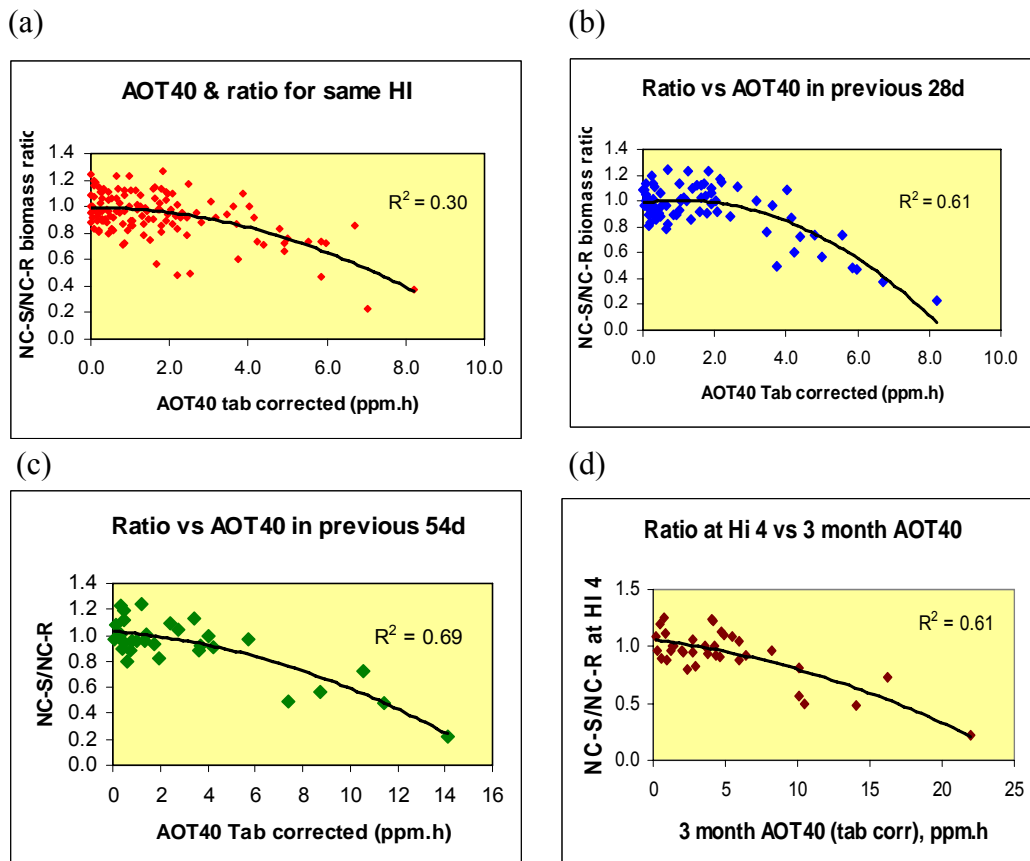 (a)
AOT40 & ratio for same HI
NC-S/NC-R biomass ratio
1.4
1.2
1.0
0.8
0.6
0.4
0.2
0.0
R² = 0.30
0.0 2.0 4.0 6.0 8.0 10.0
AOT40 tab corrected (ppm.h)
(b)
Ratio vs AOT40 in previous 28d
NC-S/NC-R biomass ratio
1.4
1.2
1.0
0.8
0.6
0.4
0.2
0.0
R² = 0.61
0.0 2.0 4.0 6.0 8.0 10.0
AOT40 Tab corrected (ppm.h)
(c)
Ratio vs AOT40 in previous 54d
NC-S/NC-R
1.4
1.2
1.0
0.8
0.6
0.4
0.2
0.0
R² = 0.69
0 2 4 6 8 10 12 14 16
AOT40 Tab corrected (ppm.h)
(d)
Ratio at Hi 4 vs 3 month AOT40
NC-S/NC-R at HI 4
1.5
1.0
0.5
0.0
R² = 0.61
0 5 10 15 20 25
3 month AOT40 (tab corr), ppm.h